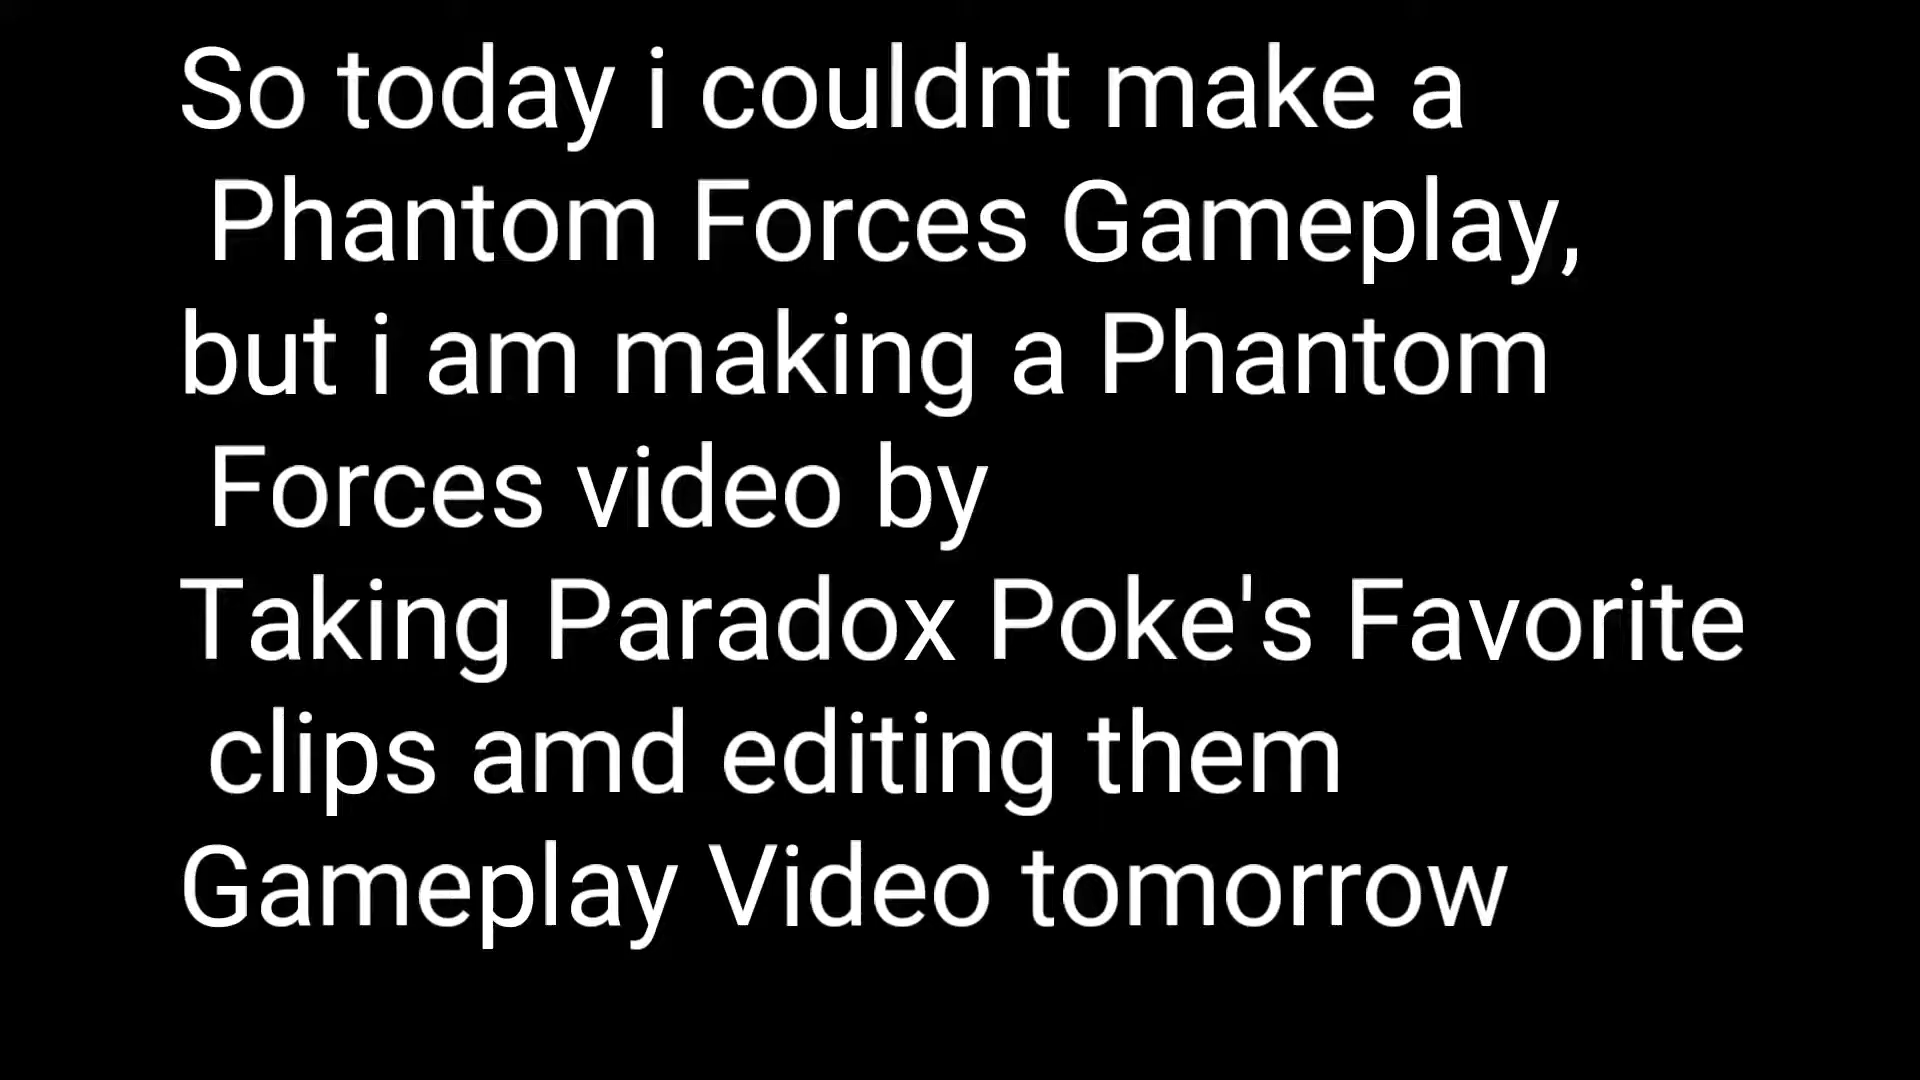 So today i couldnt make a
Phantom Forces Gameplay,
but i am making a Phantom
Forces video by
Taking Paradox Poke's Favorite
clips amd editing them
Gameplay Video tomorrow